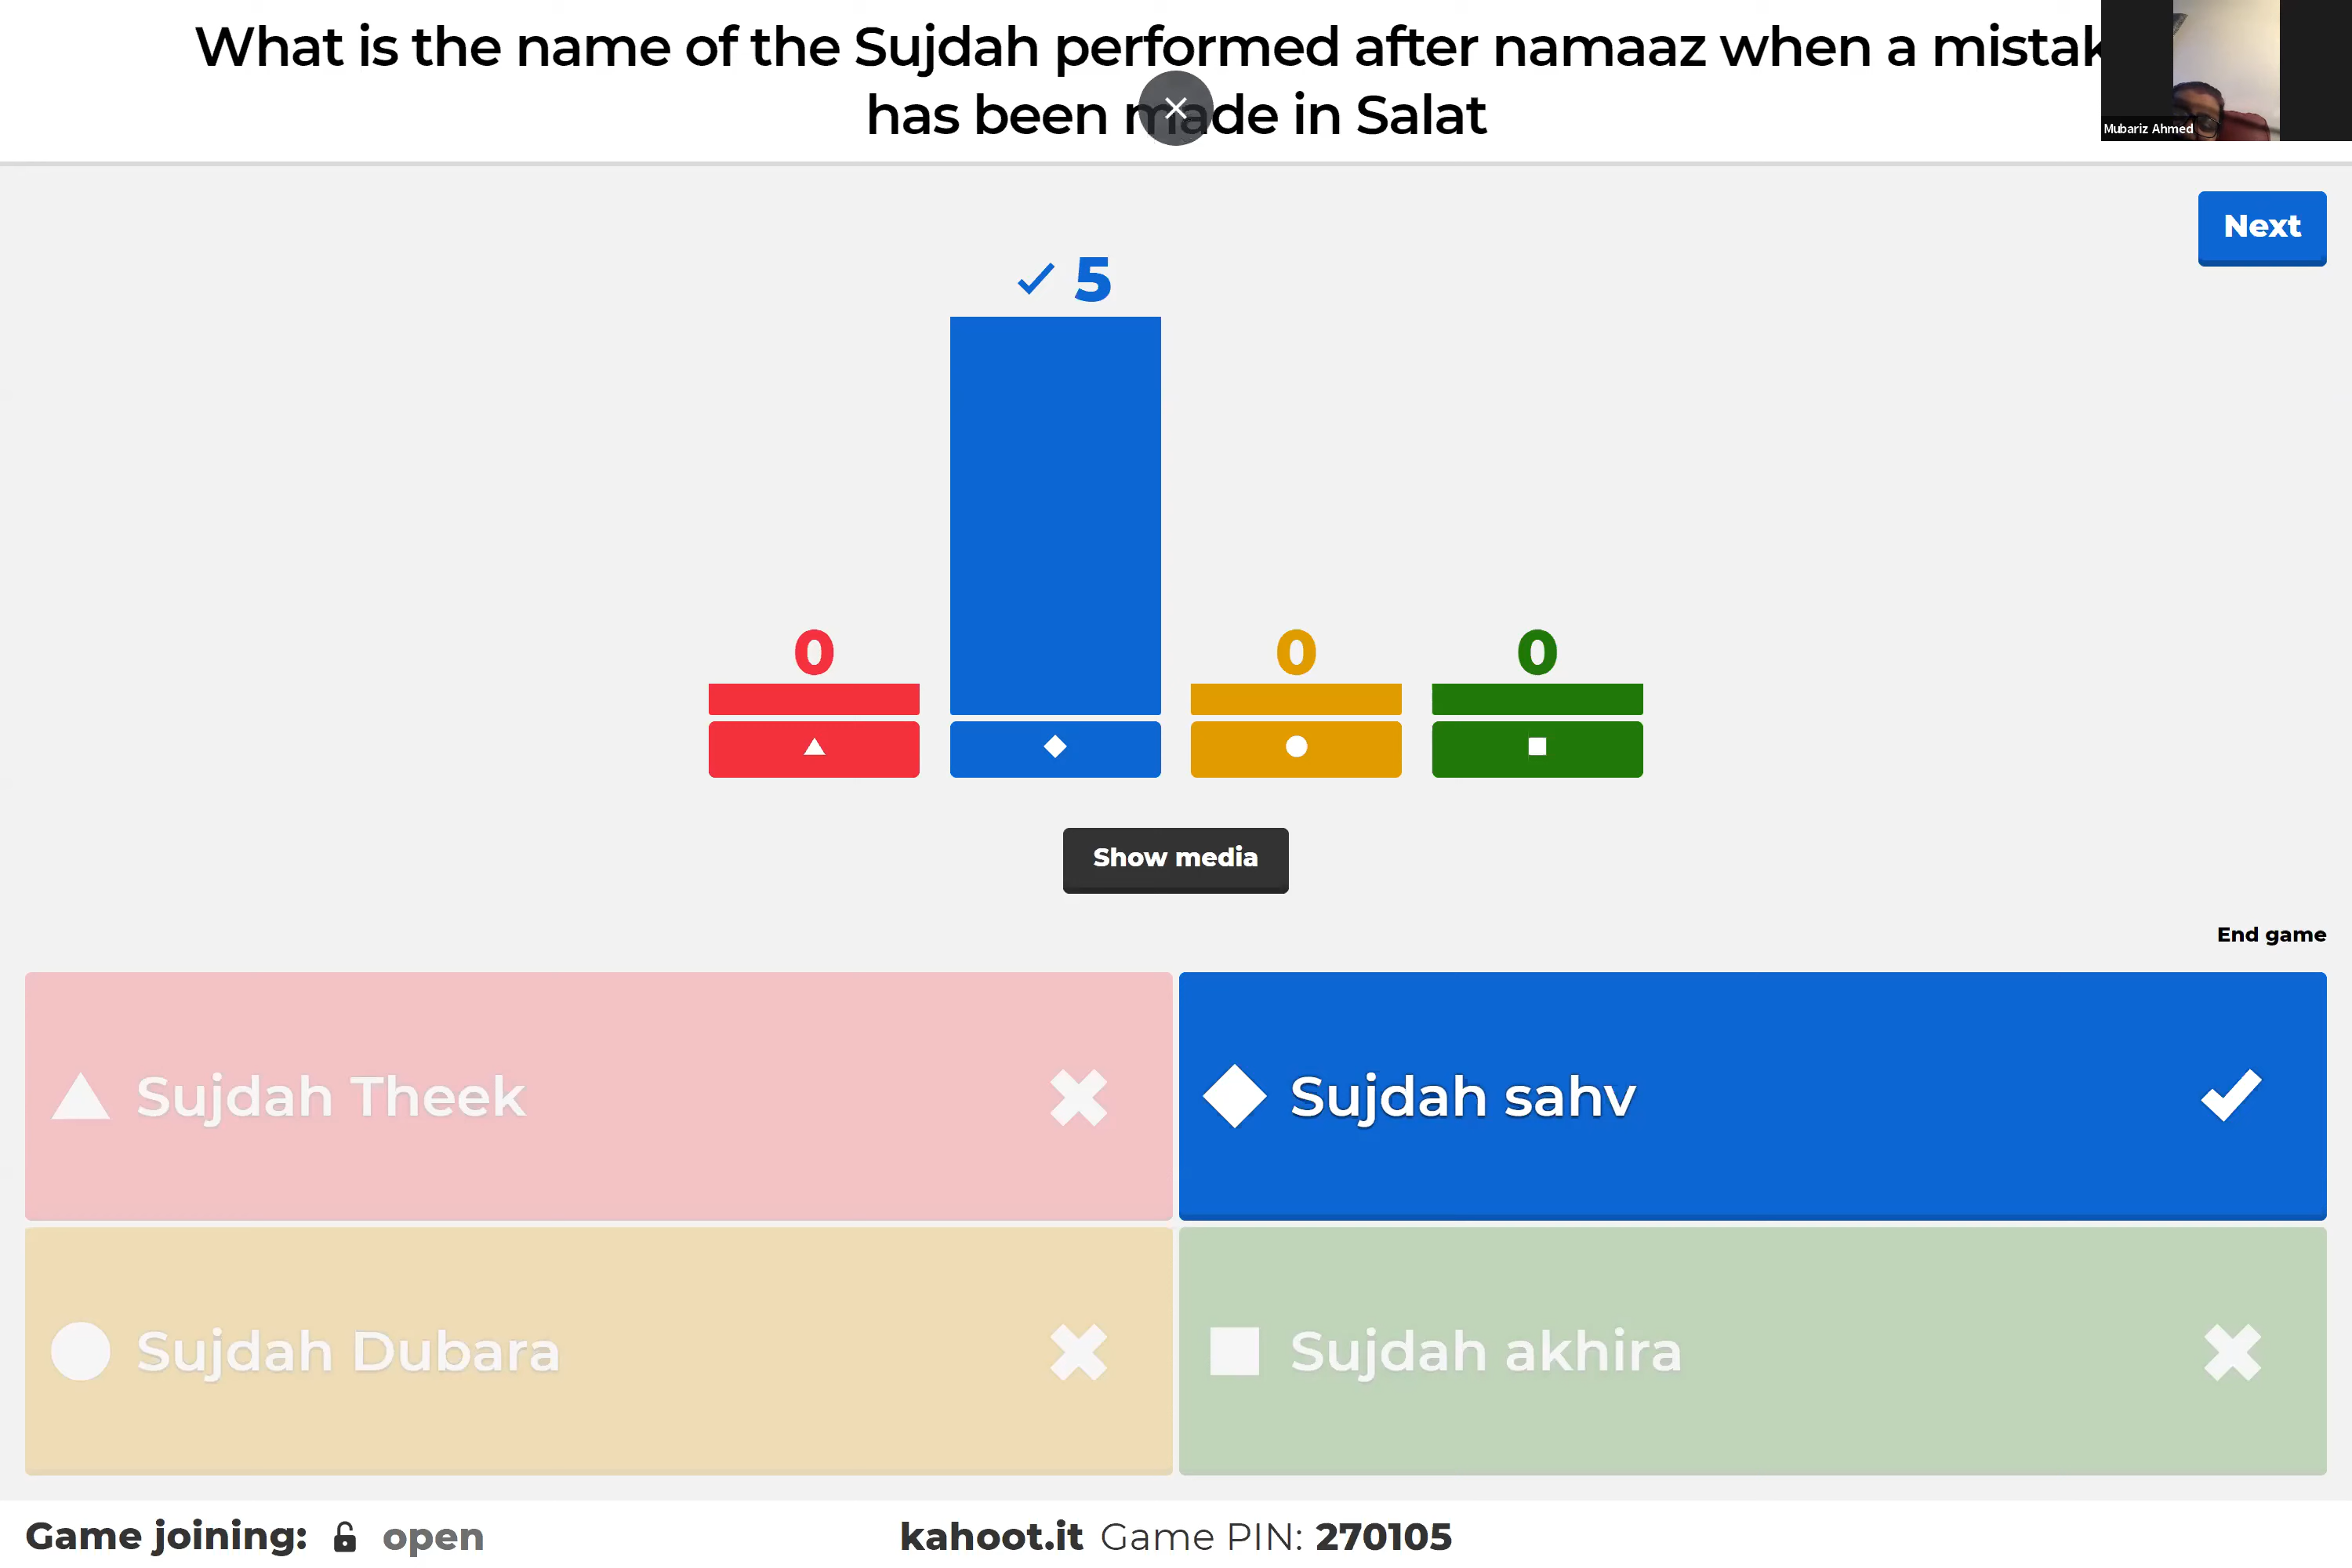 What is the name of the Sujdah performed after namaaz when a mistak
has been made in Salat
Mubariz Ahmed
Next
5
0
0
0
Show media
End game
Sujdah Theek
Sujdah sahv
Sujdah Dubara
Sujdah akhira
Game joining: open
kahoot.it Game PIN: 270105